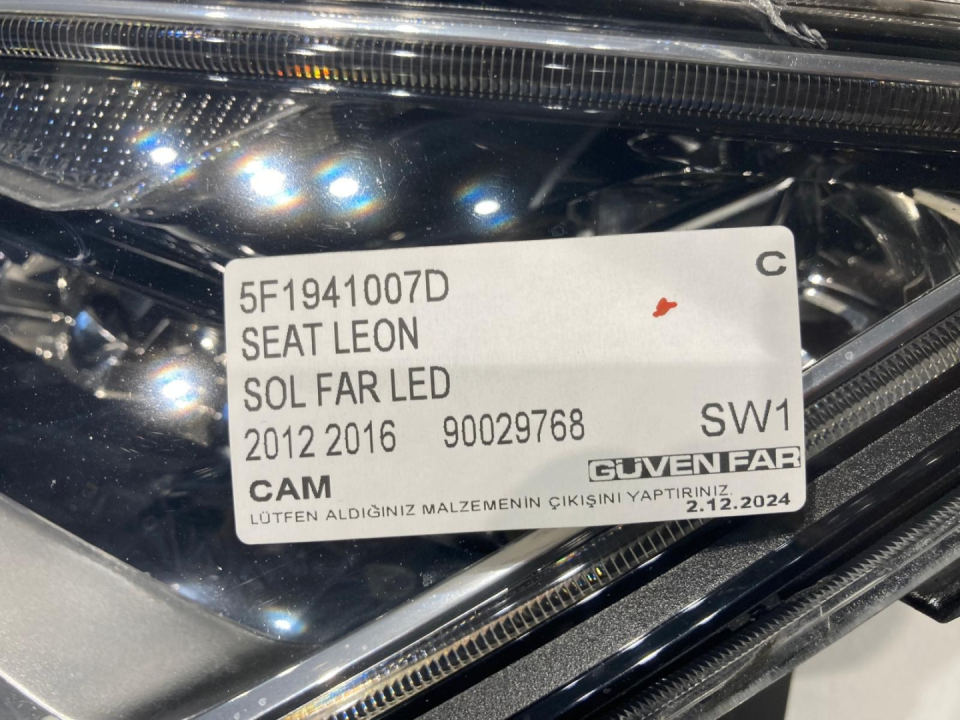 5F1941007D C
SEAT LEON
SOL FAR LED
2012 2016 90029768 SW1
GÜVEN FAR
CAM
LÜTFEN ALDIĞINIZ MALZEMENİN ÇIKIŞINI YAPTIRINIZ.
2.12.2024